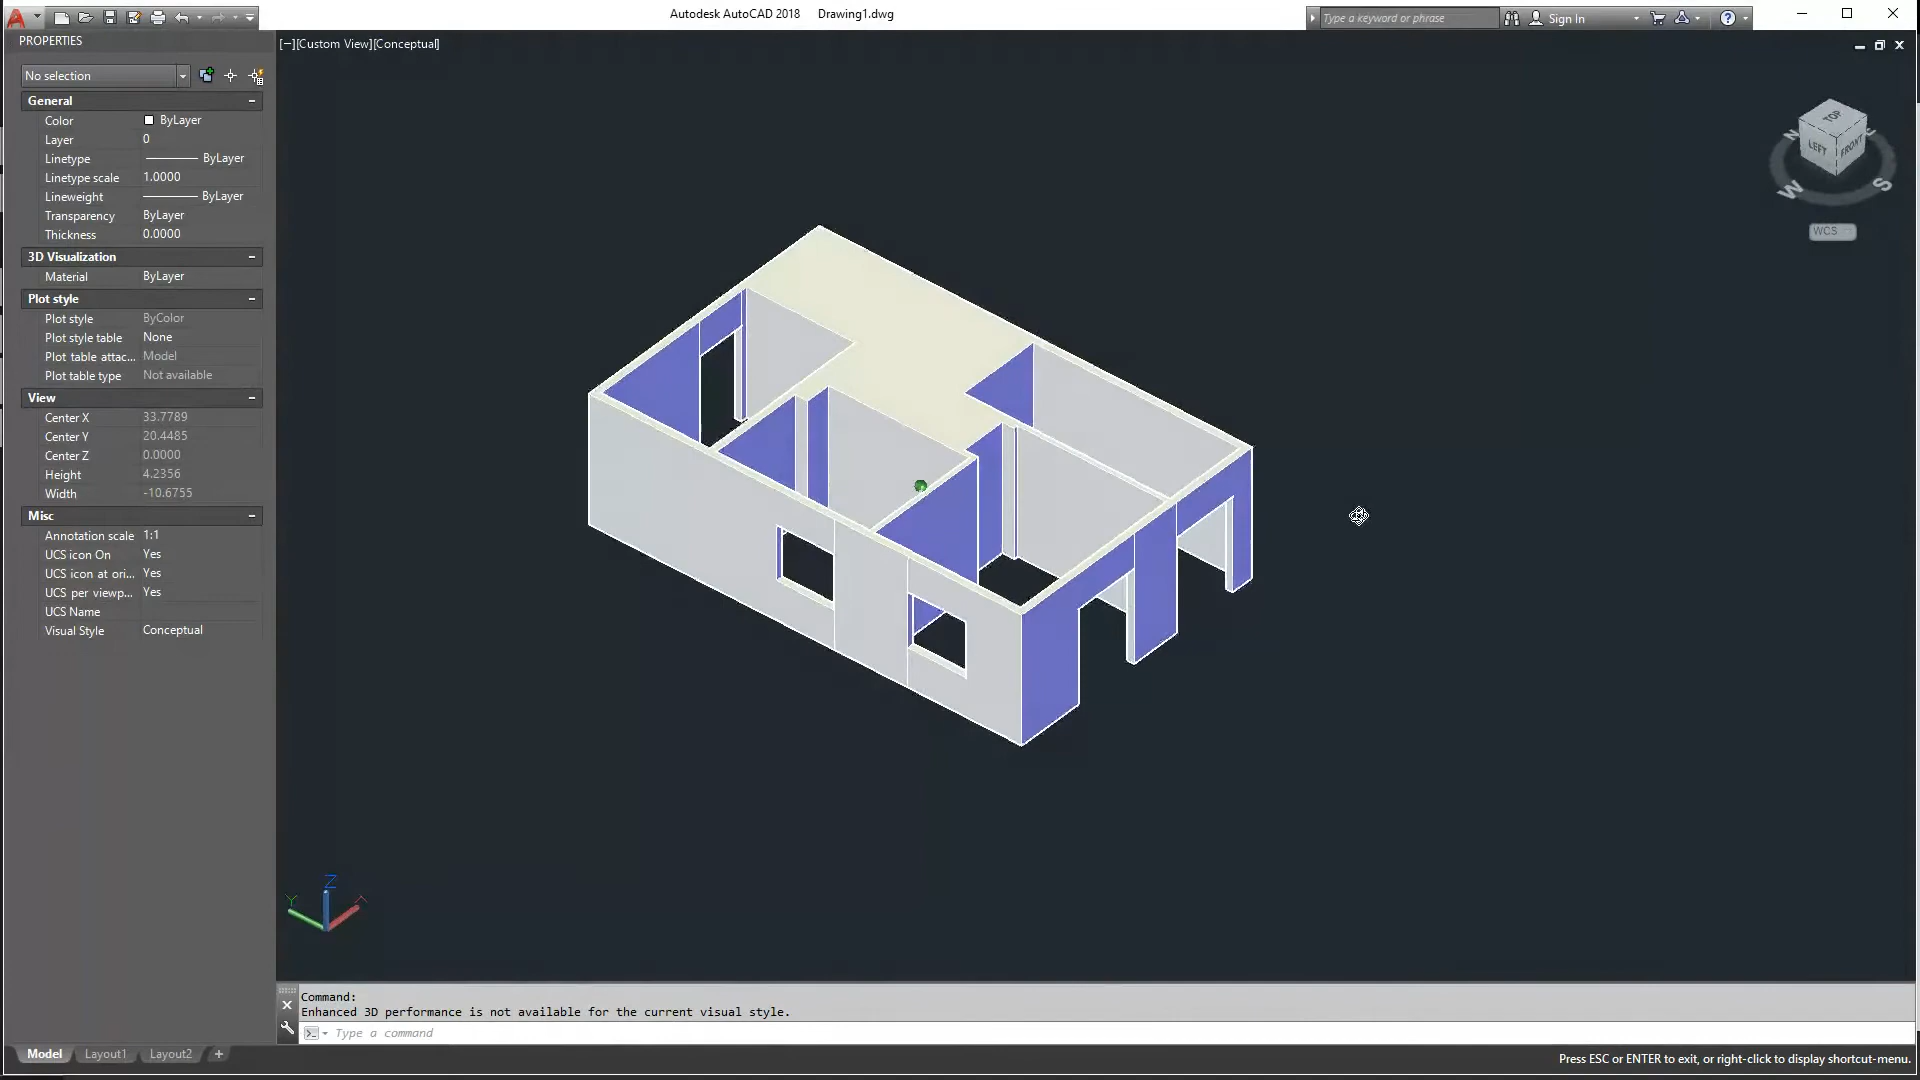 Autodesk AutoCAD 2018 Drawing1.dwg
Type a keyword or phrase
Sign In
PROPERTIES
[−][Custom View][Conceptual]
No selection
General
Color ByLayer
Layer 0
Linetype ByLayer
Linetype scale 1.0000
Lineweight ByLayer
Transparency ByLayer
Thickness 0.0000
3D Visualization
Material ByLayer
Plot style
Plot style ByColor
Plot style table None
Plot table attac... Model
Plot table type Not available
View
Center X 33.7789
Center Y 20.4485
Center Z 0.0000
Height 4.2356
Width -10.6755
Misc
Annotation scale 1:1
UCS icon On Yes
UCS icon at ori... Yes
UCS per viewp... Yes
UCS Name
Visual Style Conceptual
TOP
N E
LEFT FRONT
W S
WCS
Z
Y X
Command:
Enhanced 3D performance is not available for the current visual style.
Type a command
Model Layout1 Layout2 +
Press ESC or ENTER to exit, or right-click to display shortcut-menu.